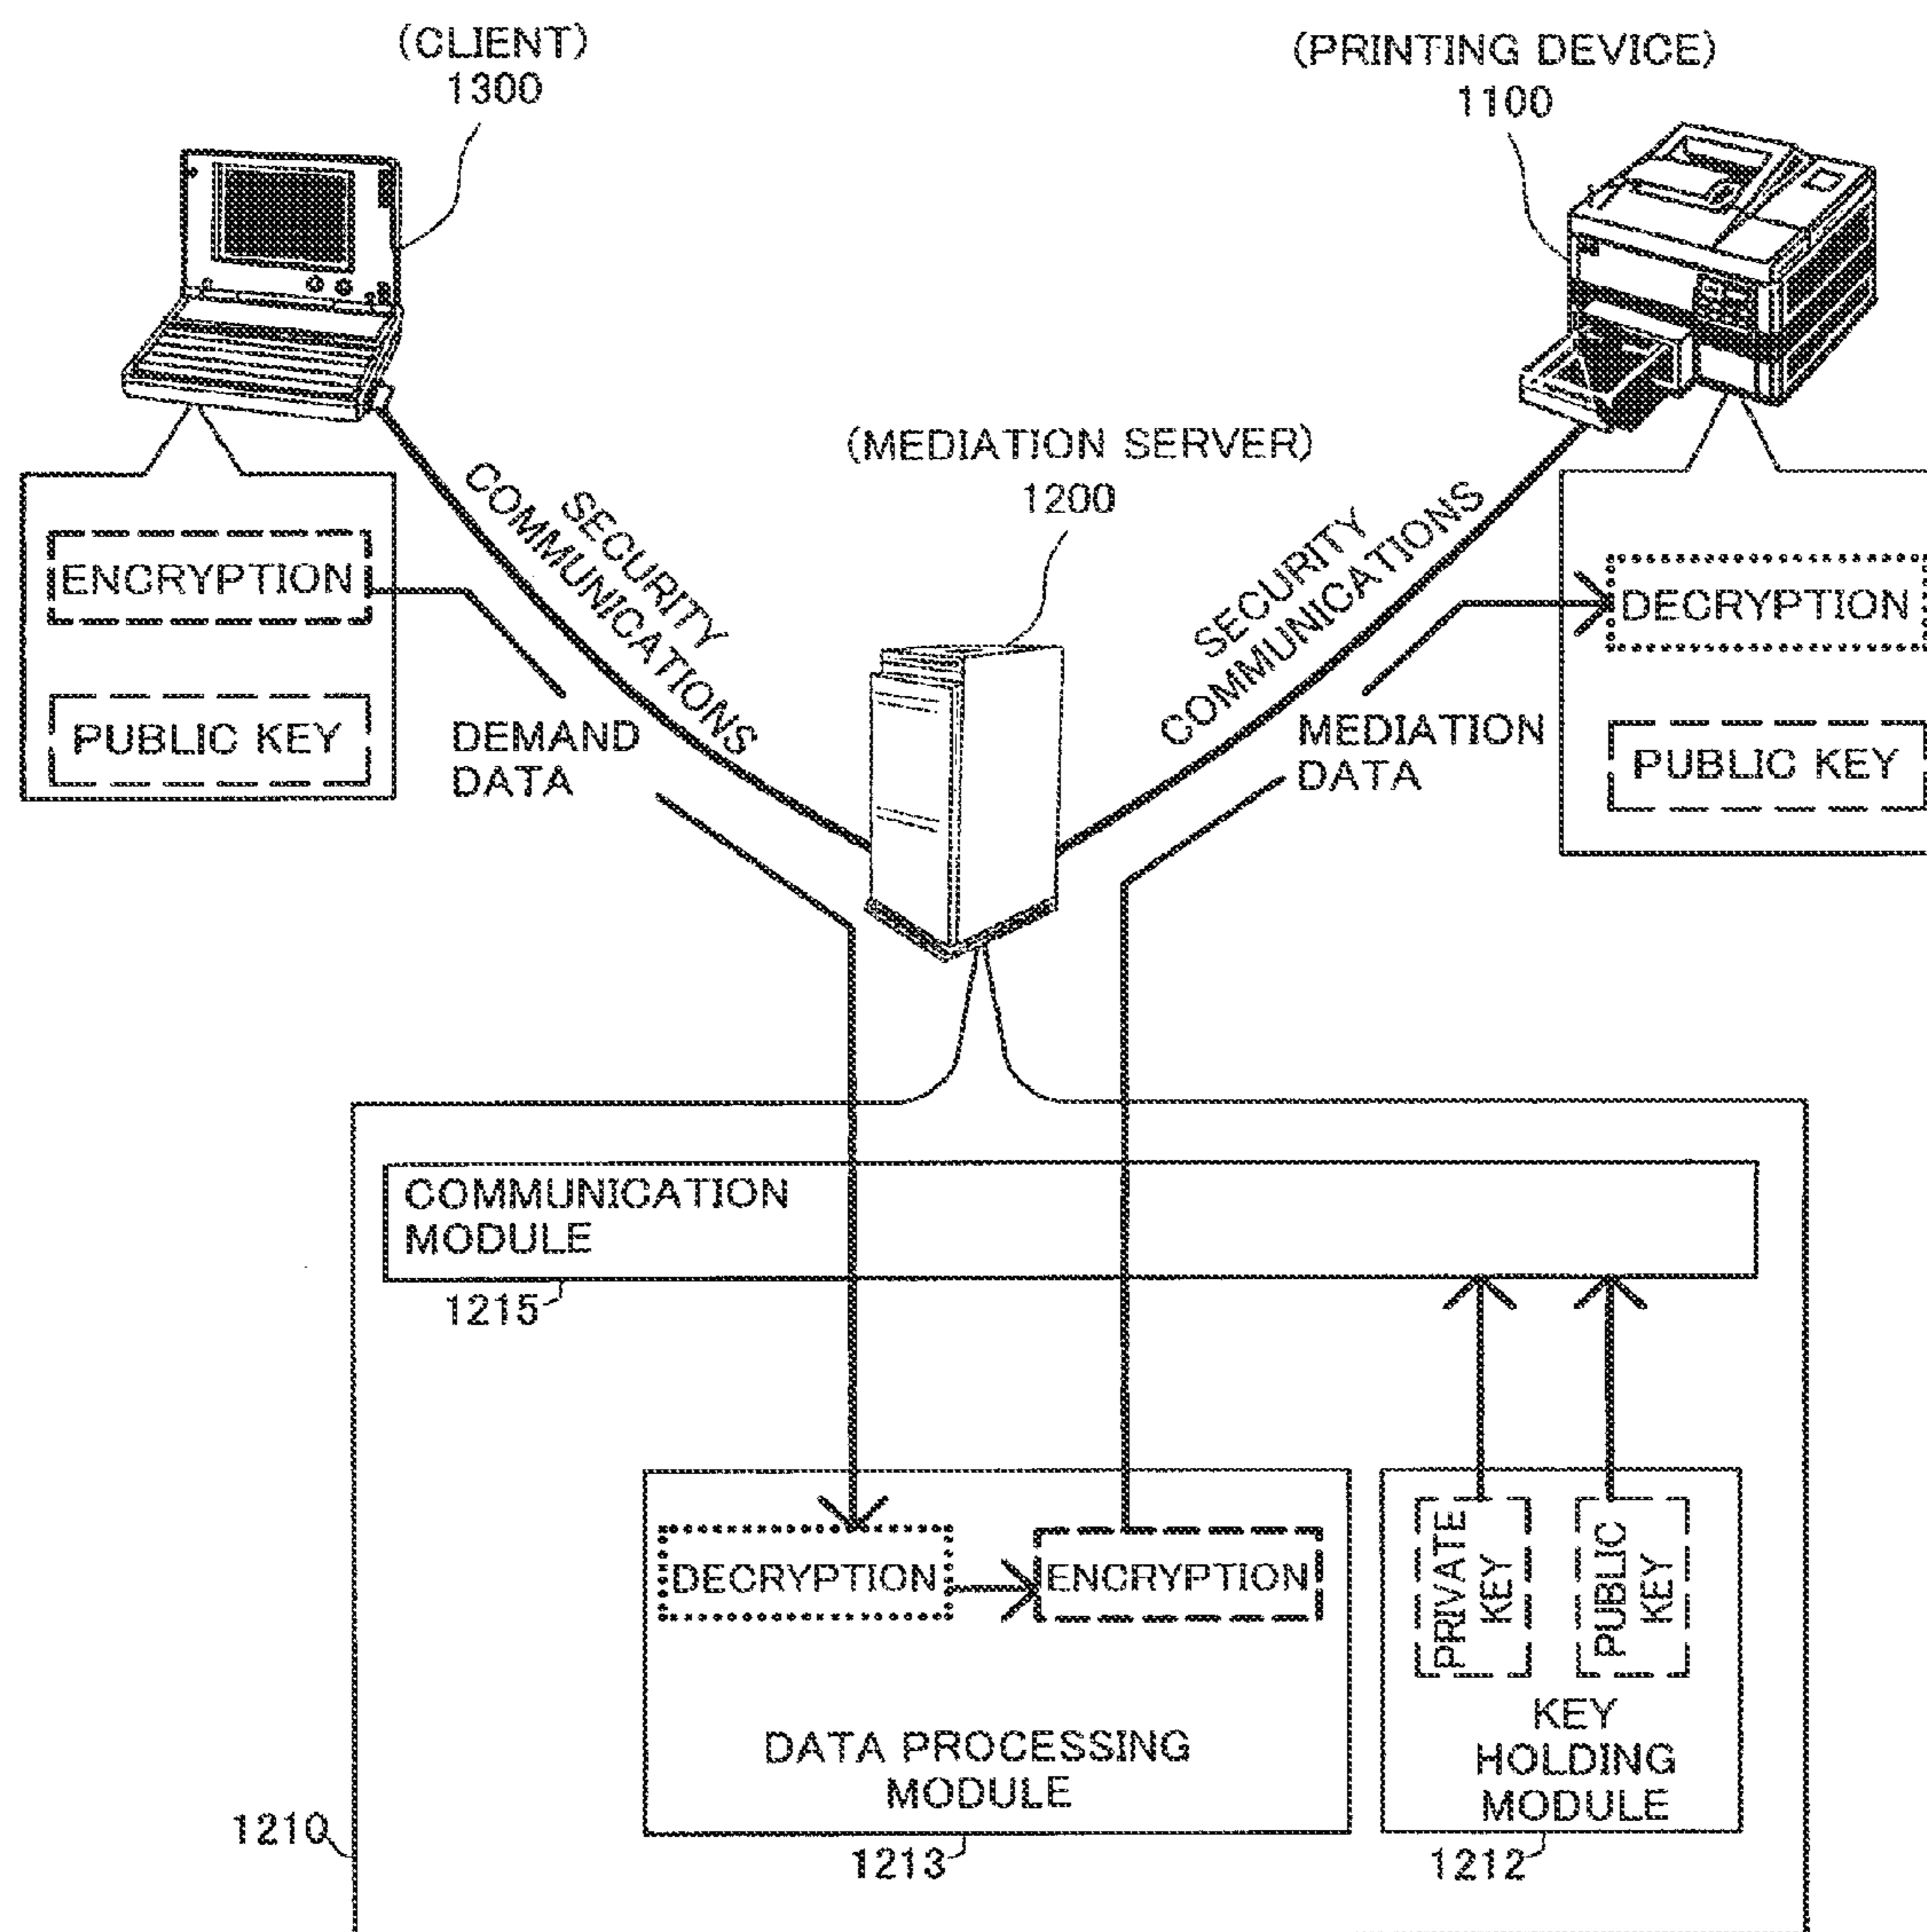 (CLIENT)
1300
(PRINTING DEVICE)
1100
(MEDIATION SERVER)
1200
SECURITY
COMMUNICATIONS
SECURITY
COMMUNICATIONS
ENCRYPTION
PUBLIC KEY
DEMAND
DATA
MEDIATION
DATA
DECRYPTION
PUBLIC KEY
COMMUNICATION
MODULE
1215
DECRYPTION
ENCRYPTION
DATA PROCESSING
MODULE
1213
PRIVATE
KEY
PUBLIC
KEY
KEY
HOLDING
MODULE
1212
1210